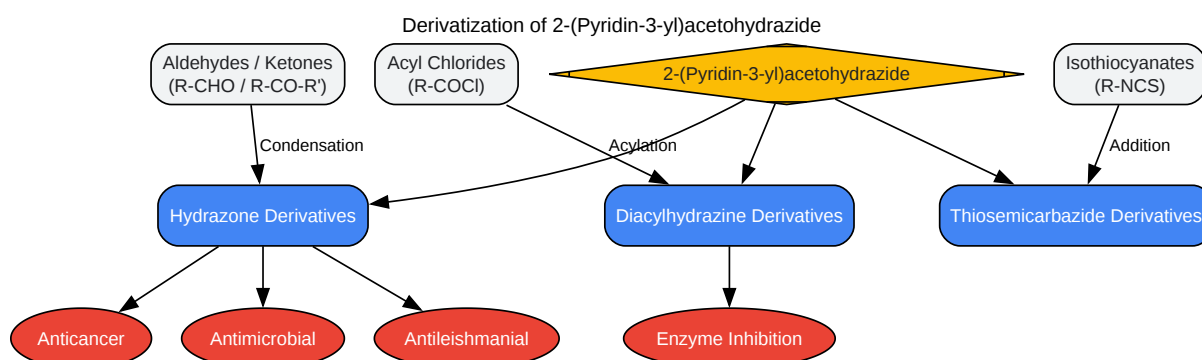 Derivatization of 2-(Pyridin-3-yl)acetohydrazide
Aldehydes / Ketones
(R-CHO / R-CO-R')
Acyl Chlorides
(R-COCl)
2-(Pyridin-3-yl)acetohydrazide
Isothiocyanates
(R-NCS)
Condensation
Acylation
Addition
Hydrazone Derivatives
Diacylhydrazine Derivatives
Thiosemicarbazide Derivatives
Anticancer
Antimicrobial
Antileishmanial
Enzyme Inhibition